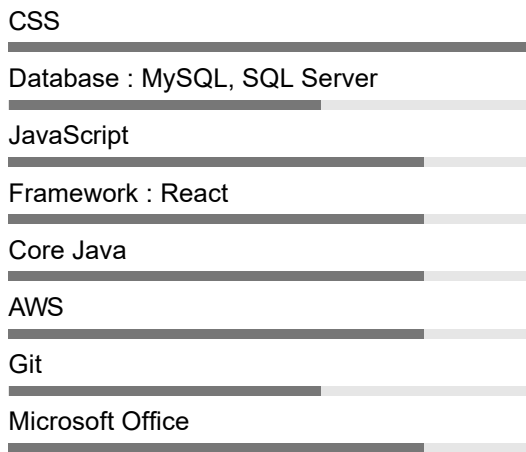 CSS
Database : MySQL, SQL Server
JavaScript
Framework : React
Core Java
AWS
Git
Microsoft Office